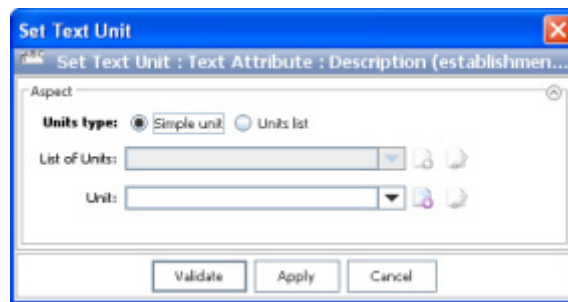 Set Text Unit
Set Text Unit : Text Attribute : Description (establishmen...
Aspect
Units type: Simple unit Units list
List of Units:
Unit:
Validate Apply Cancel